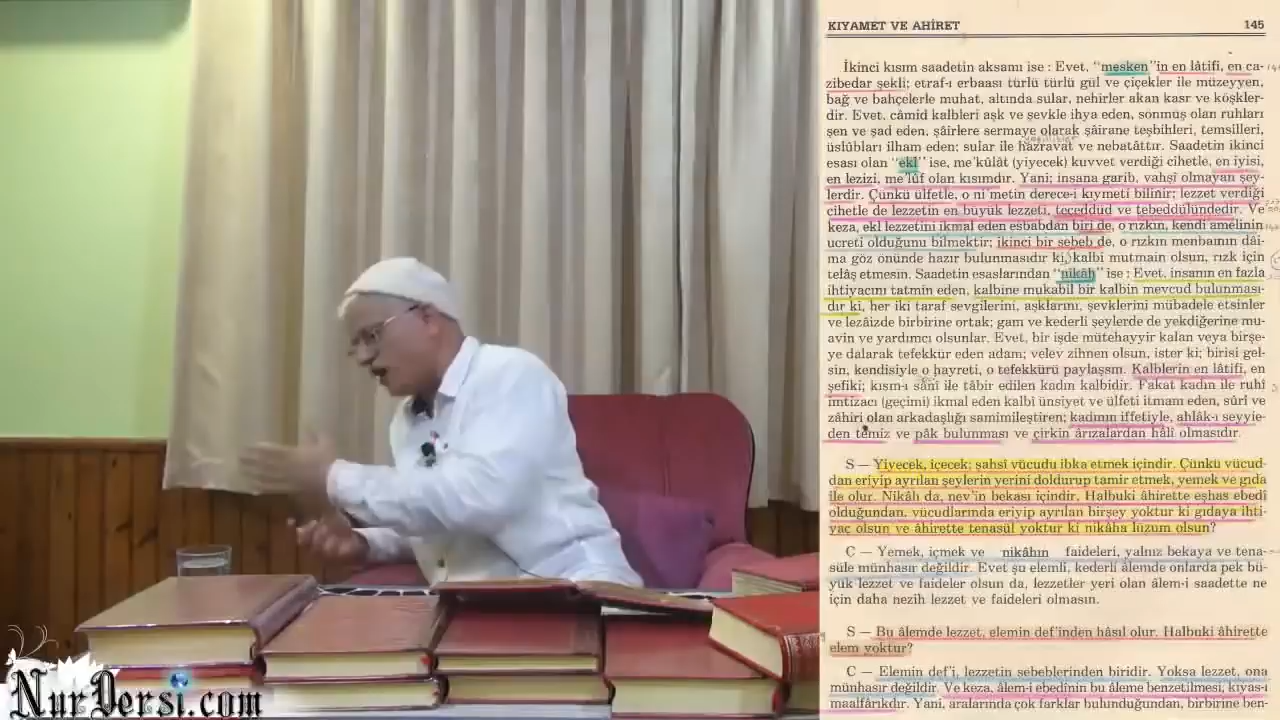 KIYAMET VE AHİRET 145
İkinci kısım saadetin aksamı ise : Evet, "mesken"in en lâtifi, en ca-
zibedar şekli; etraf-ı erbaası türlü türlü gül ve çiçekler ile müzeyyen,
bağ ve bahçelerle muhat, altında sular, nehirler akan kasr ve köşkler-
dir. Evet, câmid kalbleri aşk ve şevkle ihya eden, sönmüş olan ruhları
şen ve şad eden, şâirlere sermaye olarak şâirane teşbihleri, temsilleri,
üslûbları ilham eden; sular ile hazravat ve nebatâttır. Saadetin ikinci
esası olan "ekl" ise, me'kûlât (yiyecek) kuvvet verdiği cihetle, en iyisi,
en lezizi, me'lûf olan kısımdır. Yani; insana garib, vahşî olmayan şey-
lerdir. Çünkü ülfetle, o ni'metin derece-i kıymeti bilinir; lezzet verdiği
cihetle de lezzetin en büyük lezzeti, teceddüd ve tebeddülündedir. Ve
keza, ekl lezzetini ikmal eden esbabdan biri de, o rızkın, kendi amelinin
ücreti olduğunu bilmektir; ikinci bir sebeb de, o rızkın menbaının dâi-
ma göz önünde hazır bulunmasıdır ki, kalbi mutmain olsun, rızk için
telâş etmesin. Saadetin esaslarından "nikâh" ise : Evet, insanın en fazla
ihtiyacını tatmin eden, kalbine mukabil bir kalbin mevcud bulunması-
dır ki, her iki taraf sevgilerini, aşklarını, şevklerini mübadele etsinler
ve lezâizde birbirine ortak; gam ve kederli şeylerde de yekdiğerine mu-
avin ve yardımcı olsunlar. Evet, bir işde mütehayyir kalan veya birşe-
ye dalarak tefekkür eden adam; velev zihnen olsun, ister ki; birisi gel-
sin, kendisiyle o hayreti, o tefekkürü paylaşsın. Kalblerin en lâtifi, en
şefiki; kısm-ı sânî ile tâbir edilen kadın kalbidir. Fakat kadın ile ruhî
imtizacı (geçimi) ikmal eden kalbî ünsiyet ve ülfeti itmam eden, sûrî ve
zâhirî olan arkadaşlığı samimîleştiren; kadının iffetiyle, ahlâk-ı seyyie-
den temiz ve pâk bulunması ve çirkin ârızalardan hâlî olmasıdır.
S — Yiyecek, içecek; şahsî vücudu ibka etmek içindir. Çünkü vücud-
dan eriyip ayrılan şeylerin yerini doldurup tamir etmek, yemek ve gıda
ile olur. Nikâh da, nev'in bekası içindir. Halbuki âhirette eşhas ebedî
olduğundan, vücudlarında eriyip ayrılan birşey yoktur ki gıdaya ihti-
yaç olsun ve âhirette tenasül yoktur ki nikâha lüzum olsun?
C — Yemek, içmek ve nikâhın faideleri, yalnız bekaya ve tena-
süle münhasır değildir. Evet şu elemli, kederli âlemde onlarda pek bü-
yük lezzet ve faideler olsun da, lezzetler yeri olan âlem-i saadette ne
için daha nezih lezzet ve faideleri olmasın.
S — Bu âlemde lezzet, elemin def'inden hâsıl olur. Halbuki âhirette
elem yoktur?
C — Elemin def'i, lezzetin sebeblerinden biridir. Yoksa lezzet, ona
münhasır değildir. Ve keza, âlem-i ebedînin bu âleme benzetilmesi, kıyas-ı
maalfârıkdır. Yani, aralarında çok farklar bulunduğundan, birbirine ben-
NurDersi.com